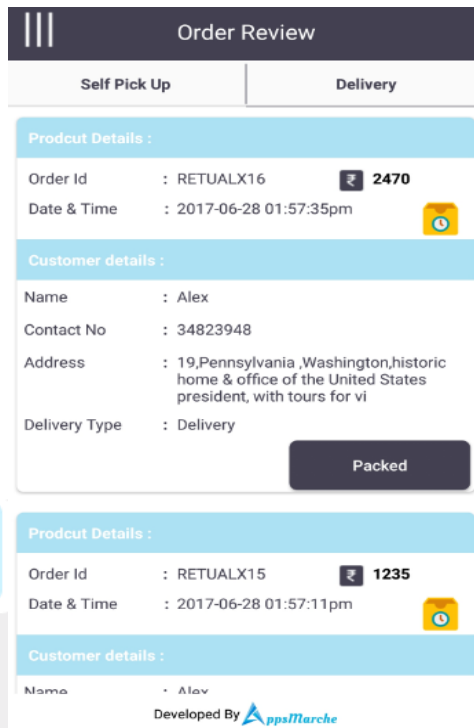 Order Review
Self Pick Up Delivery
Prodcut Details :
Order Id : RETUALX16 ₹ 2470
Date & Time : 2017-06-28 01:57:35pm
Customer details :
Name : Alex
Contact No : 34823948
Address : 19,Pennsylvania ,Washington,historic
home & office of the United States
president, with tours for vi
Delivery Type : Delivery
Packed
Prodcut Details :
Order Id : RETUALX15 ₹ 1235
Date & Time : 2017-06-28 01:57:11pm
Customer details :
Name : Alex
Developed By AppsMarche